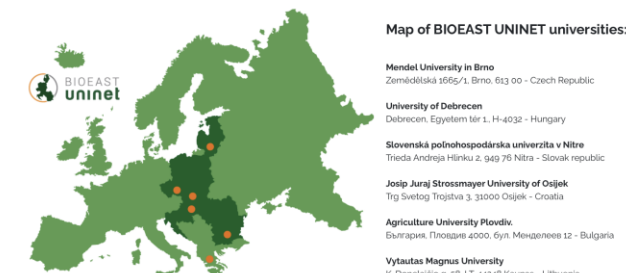 BIOEAST
uninet
Map of BIOEAST UNINET universities:
Mendel University in Brno
Zemědělská 1665/1, Brno, 613 00 - Czech Republic
University of Debrecen
Debrecen, Egyetem tér 1., H-4032 - Hungary
Slovenská poľnohospodárska univerzita v Nitre
Trieda Andreja Hlinku 2, 949 76 Nitra - Slovak republic
Josip Juraj Strossmayer University of Osijek
Trg Svetog Trojstva 3, 31000 Osijek - Croatia
Agriculture University Plovdiv.
България, Пловдив 4000, бул. Менделеев 12 - Bulgaria
Vytautas Magnus University